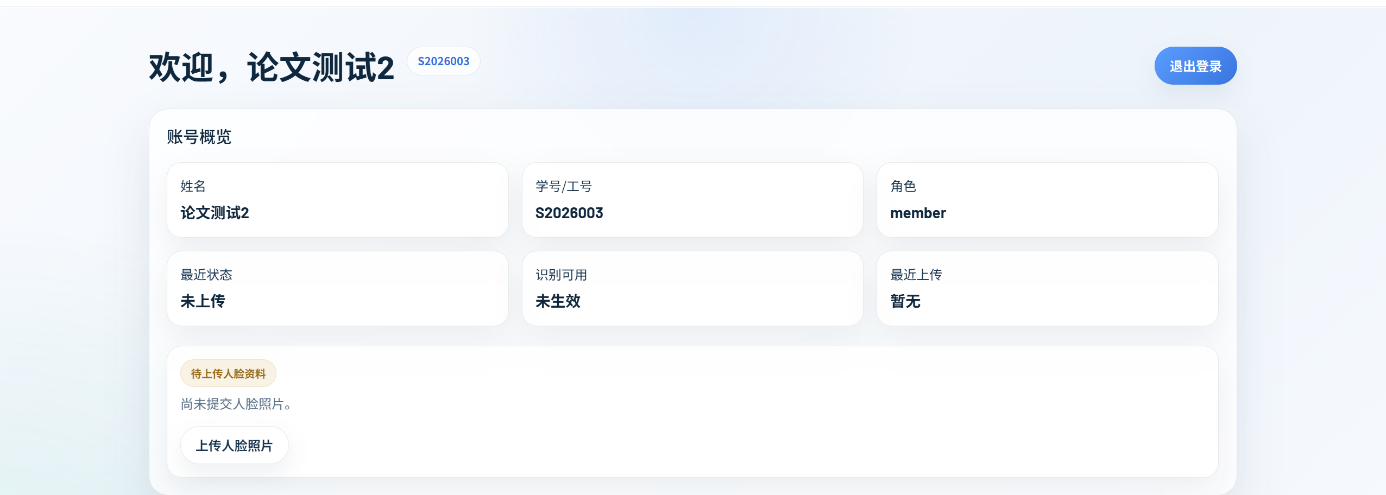 欢迎，论文测试2 S2026003 退出登录
账号概览
姓名 学号/工号 角色
论文测试2 S2026003 member
最近状态 识别可用 最近上传
未上传 未生效 暂无
待上传人脸资料
尚未提交人脸照片。
上传人脸照片